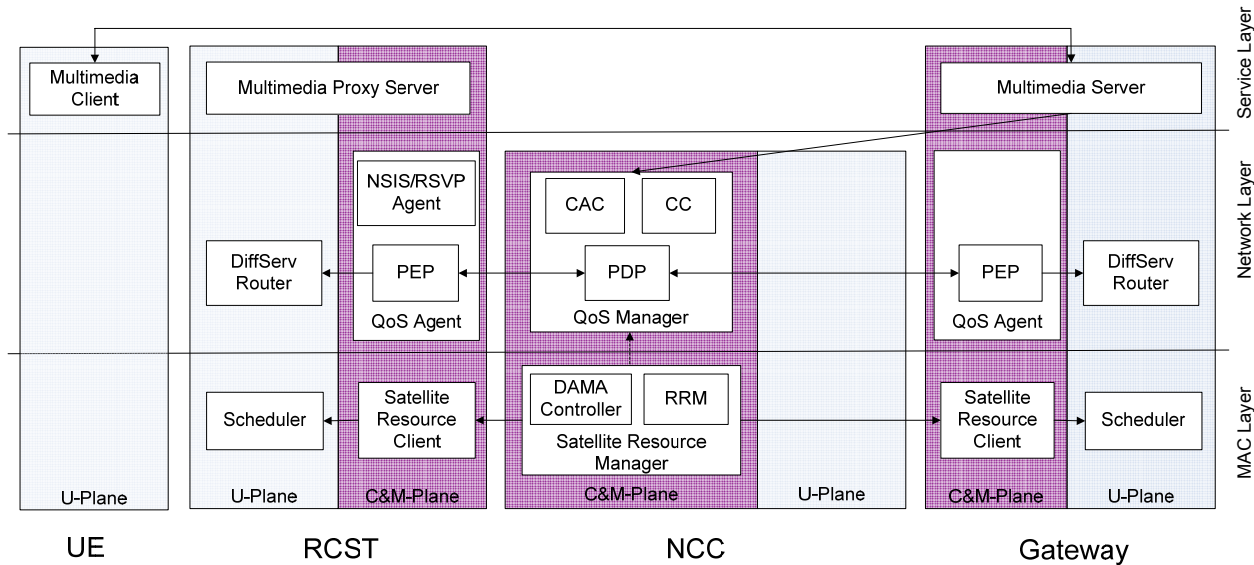 Service Layer
Multimedia
Client
Multimedia Proxy Server
Multimedia Server
Network Layer
NSIS/RSVP
Agent
CAC
CC
DiffServ
Router
PEP
PDP
PEP
DiffServ
Router
QoS Agent
QoS Manager
QoS Agent
MAC Layer
Scheduler
Satellite
Resource
Client
DAMA
Controller
RRM
Satellite Resource
Manager
Satellite
Resource
Client
Scheduler
U-Plane
U-Plane
C&M-Plane
C&M-Plane
U-Plane
C&M-Plane
U-Plane
UE
RCST
NCC
Gateway